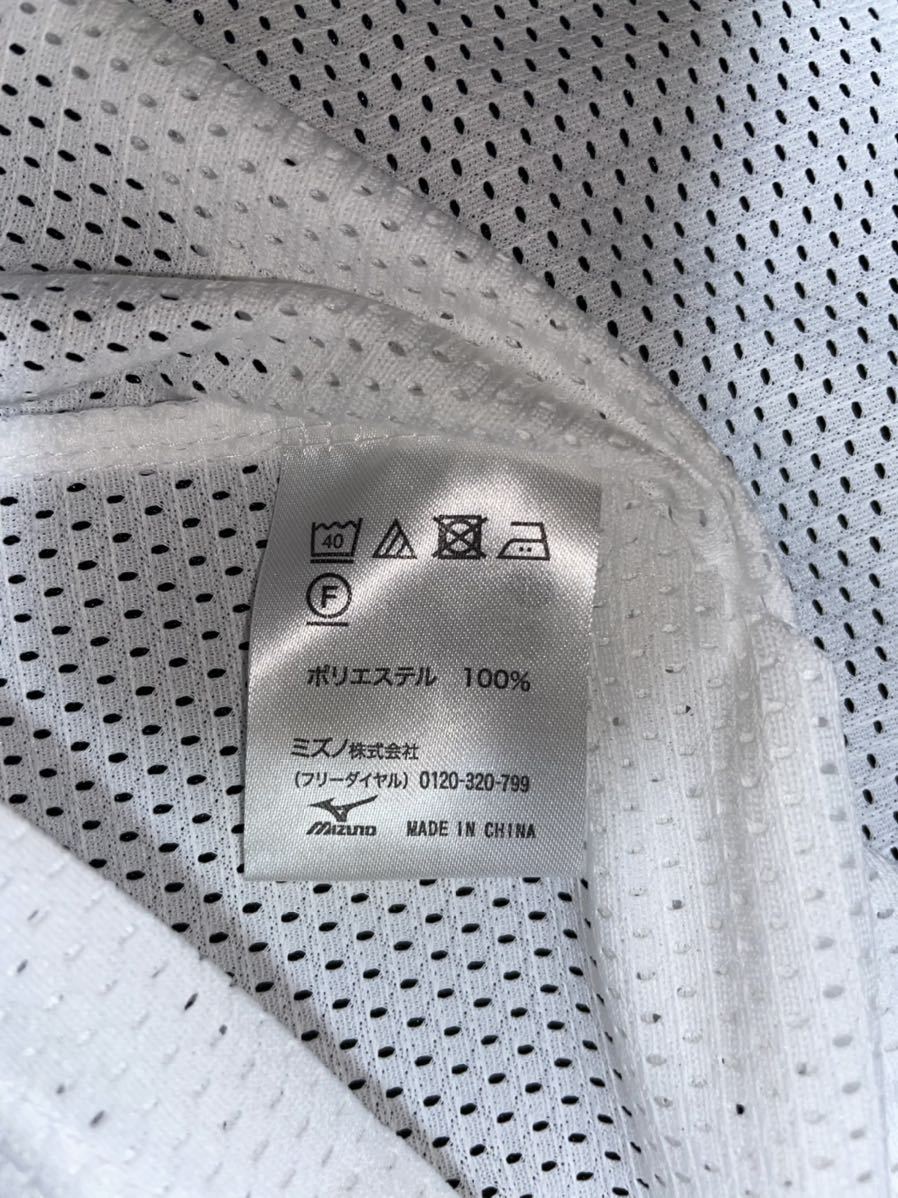 40
F
ポリエステル 100%
ミズノ株式会社
(フリーダイヤル) 0120-320-799
MIZUNO MADE IN CHINA